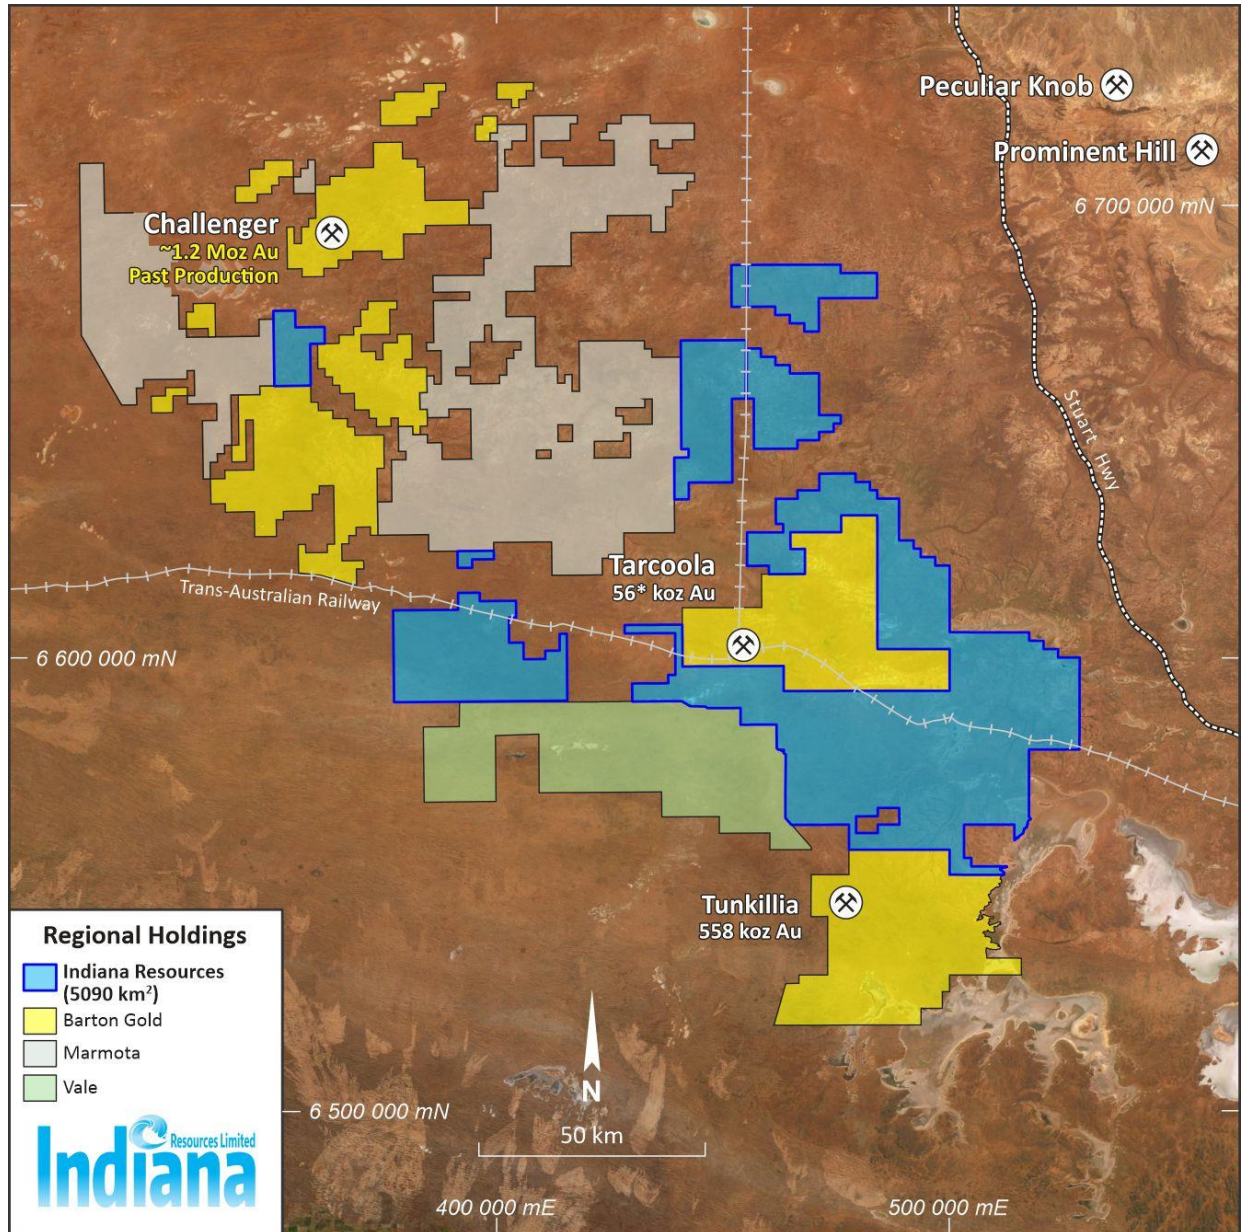 Peculiar Knob
Prominent Hill
6 700 000 mN
Challenger
~1.2 Moz Au
Past Production
Stuart Hwy
Tarcoola
56* koz Au
Trans-Australian Railway
6 600 000 mN
Tunkillia
558 koz Au
Regional Holdings
Indiana Resources
(5090 km²)
Barton Gold
Marmota
Vale
Indiana
Resources Limited
N
50 km
6 500 000 mN
400 000 mE
500 000 mE